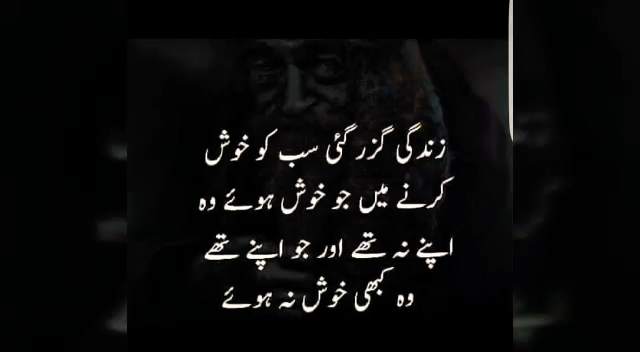 زندگی گزر گئی سب کو خوش
کرنے میں جو خوش ہوئے وہ
اپنے نہ تھے اور جو اپنے تھے
وہ کبھی خوش نہ ہوئے